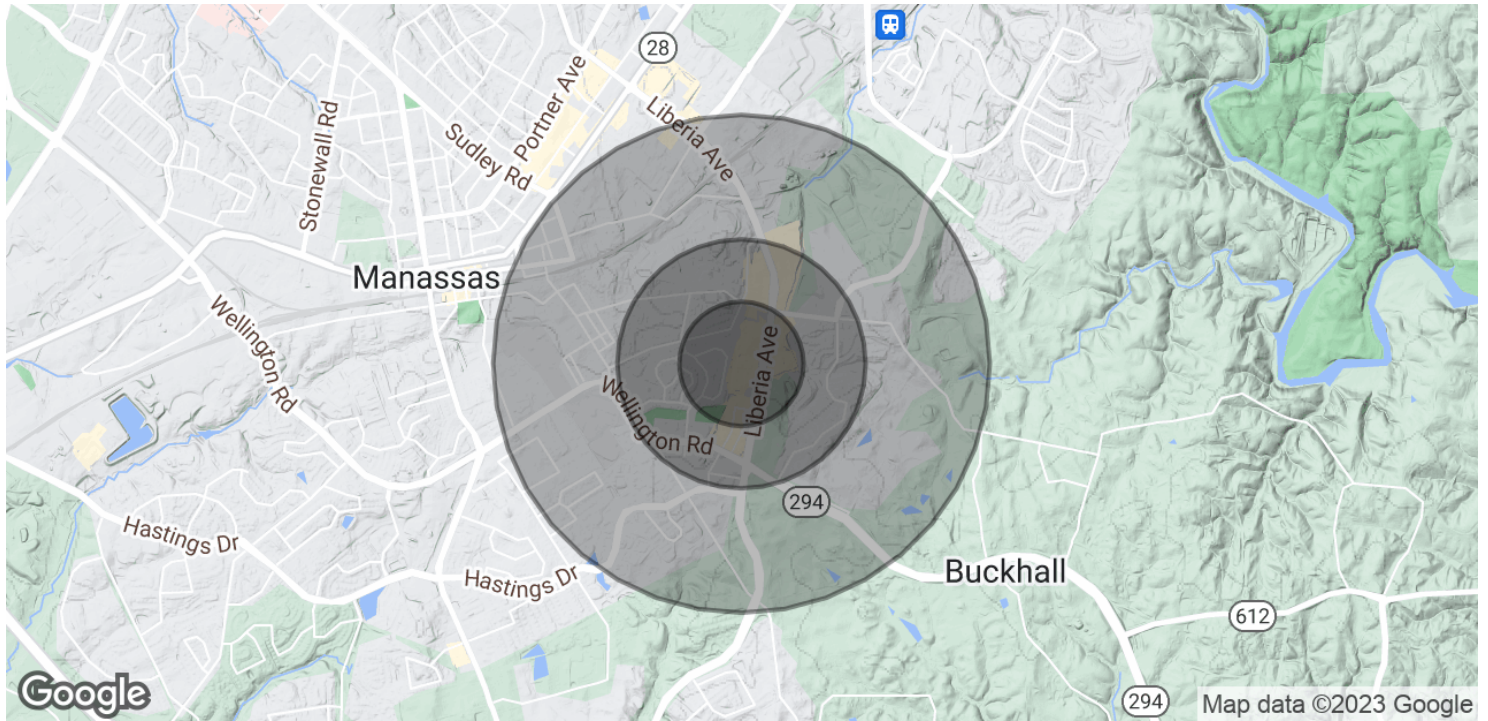 28
Portner Ave
Liberia Ave
Stonewall Rd
Sudley Rd
Manassas
Wellington Rd
Liberia Ave
Wellington Rd
294
Hastings Dr
Hastings Dr
Buckhall
612
294
Google
Map data ©2023 Google